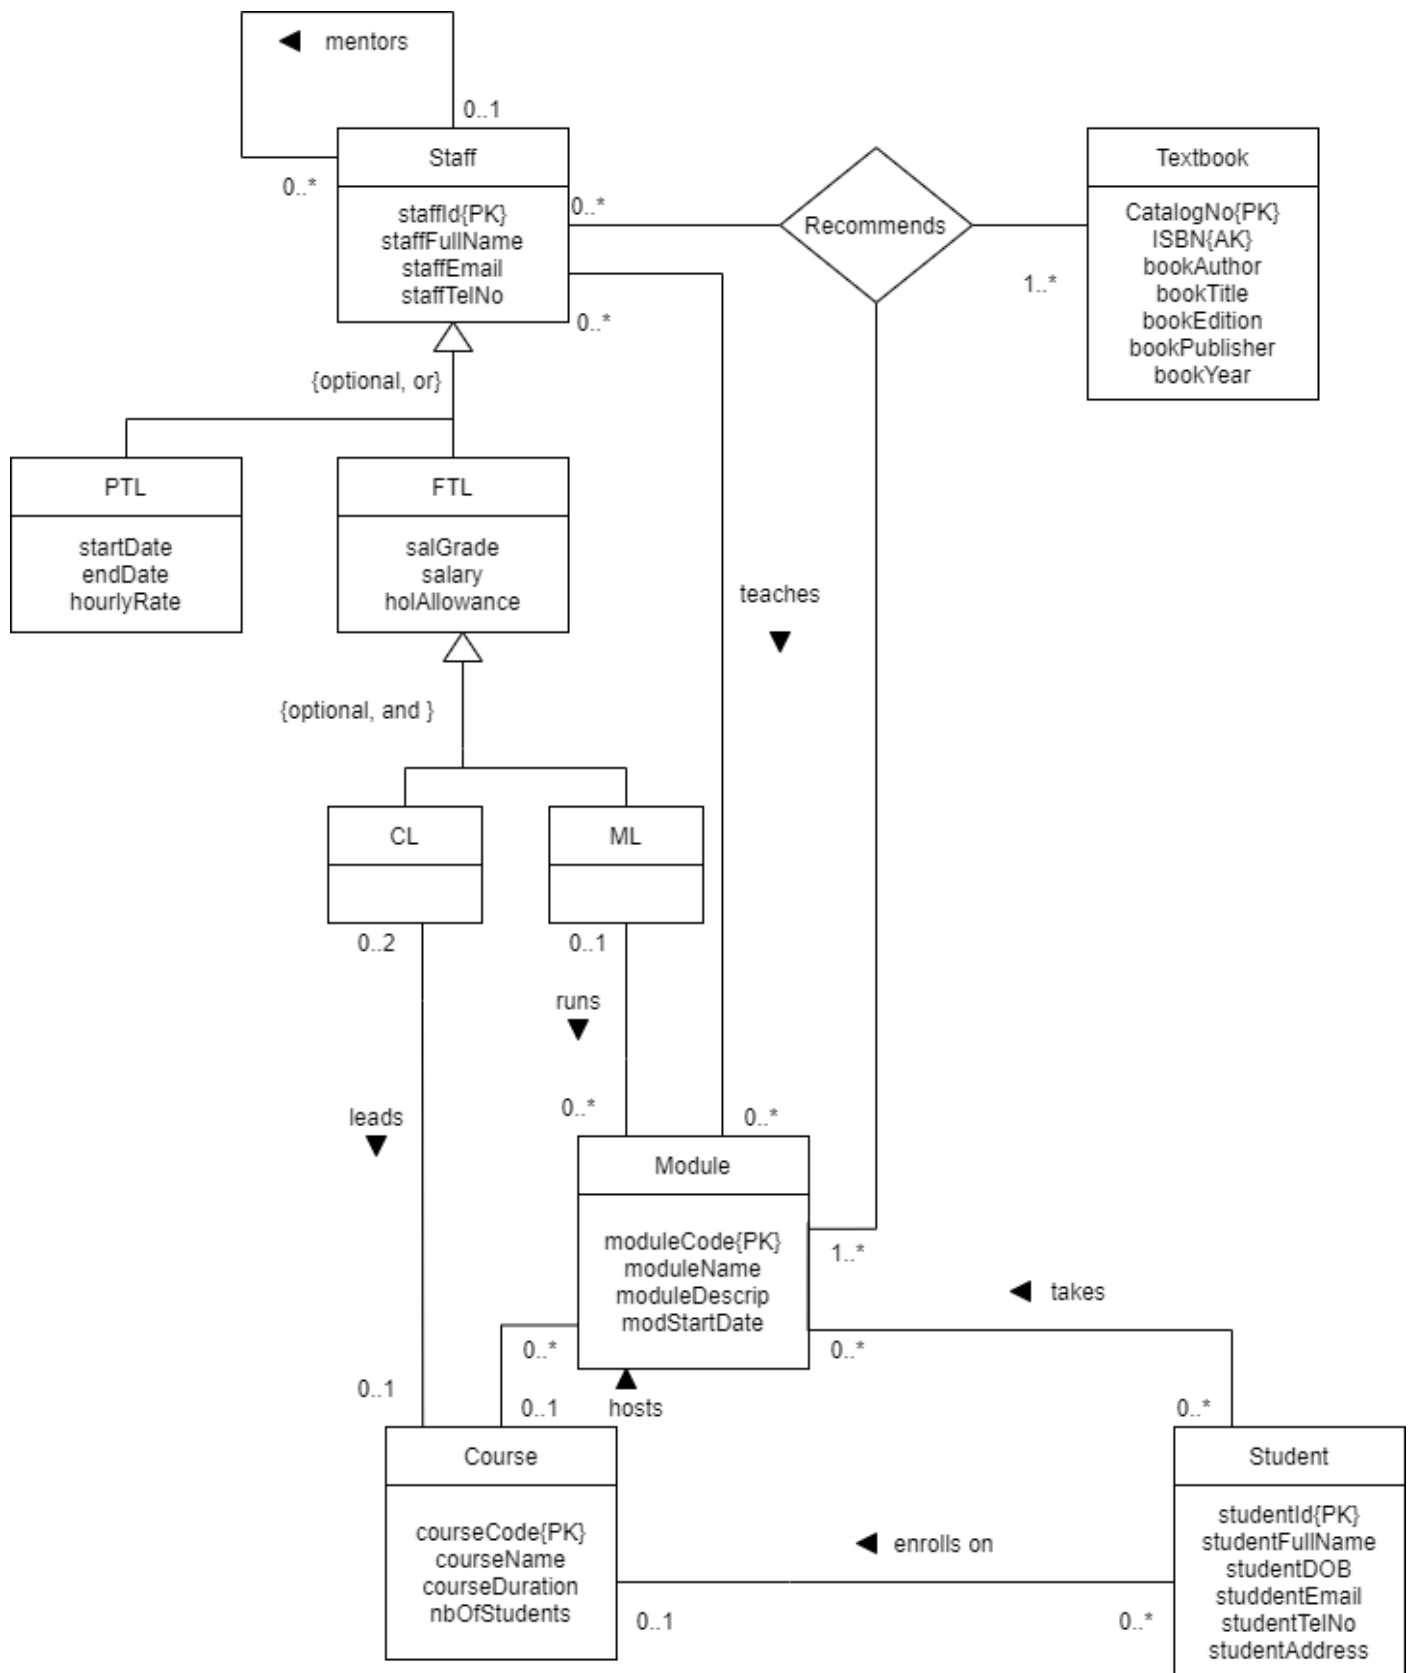 mentors
0..1
Staff
0..*
staffId{PK}
staffFullName
staffEmail
staffTelNo
0..*
0..*
Recommends
Textbook
CatalogNo{PK}
ISBN{AK}
bookAuthor
bookTitle
bookEdition
bookPublisher
bookYear
1..*
{optional, or}
PTL
startDate
endDate
hourlyRate
FTL
salGrade
salary
holAllowance
teaches
{optional, and }
CL
ML
0..2
0..1
runs
leads
0..*
0..*
Module
moduleCode{PK}
moduleName
moduleDescrip
modStartDate
1..*
takes
0..*
0..*
0..1
0..1
hosts
0..*
Course
courseCode{PK}
courseName
courseDuration
nbOfStudents
enrolls on
0..1
0..*
Student
studentId{PK}
studentFullName
studentDOB
studdentEmail
studentTelNo
studentAddress